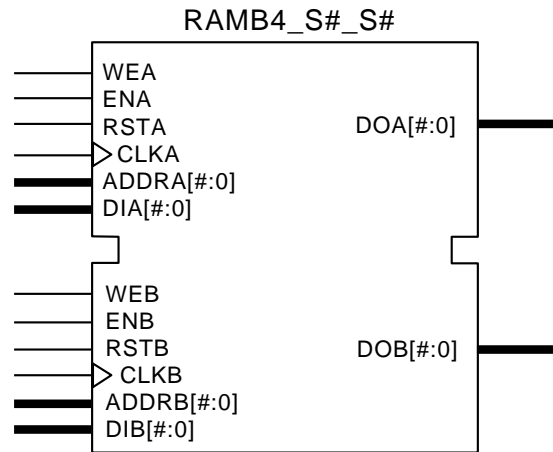 RAMB4_S#_S#
WEA
ENA
RSTA
DOA[#:0]
CLKA
ADDRA[#:0]
DIA[#:0]
WEB
ENB
RSTB
DOB[#:0]
CLKB
ADDRB[#:0]
DIB[#:0]